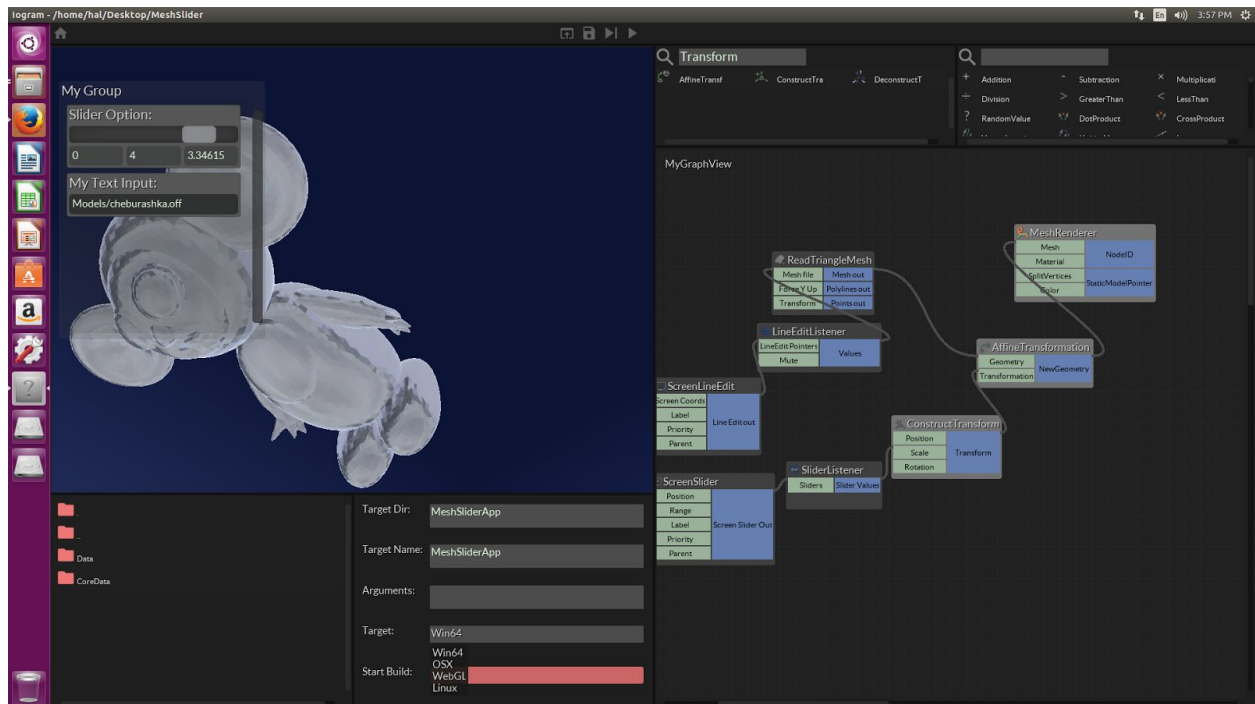 Iogram - /home/hal/Desktop/MeshSlider
En
3:57 PM
My Group
Slider Option:
0 4 3.34615
My Text Input:
Models/cheburashka.off
Transform
AffineTransf ConstructTra DeconstructT
Addition Subtraction Multiplicati
Division GreaterThan LessThan
RandomValue DotProduct CrossProduct
MyGraphView
MeshRenderer
Mesh
Material
SplitVertices
Color
NodeID
StaticModelPointer
ReadTriangleMesh
Mesh file Mesh out
Force Y Up Polylines out
Transform Points out
LineEditListener
LineEdit Pointers
Mute
Values
AffineTransformation
Geometry
Transformation
NewGeometry
ScreenLineEdit
Screen Coords
Label
Priority
Parent
Line Edit out
ConstructTransform
Position
Scale
Rotation
Transform
SliderListener
Sliders Slider Values
ScreenSlider
Position
Range
Label
Priority
Parent
Screen Slider Out
.
..
Data
CoreData
Target Dir: MeshSliderApp
Target Name: MeshSliderApp
Arguments:
Target: Win64
Win64
OSX
WebGL
Linux
Start Build: